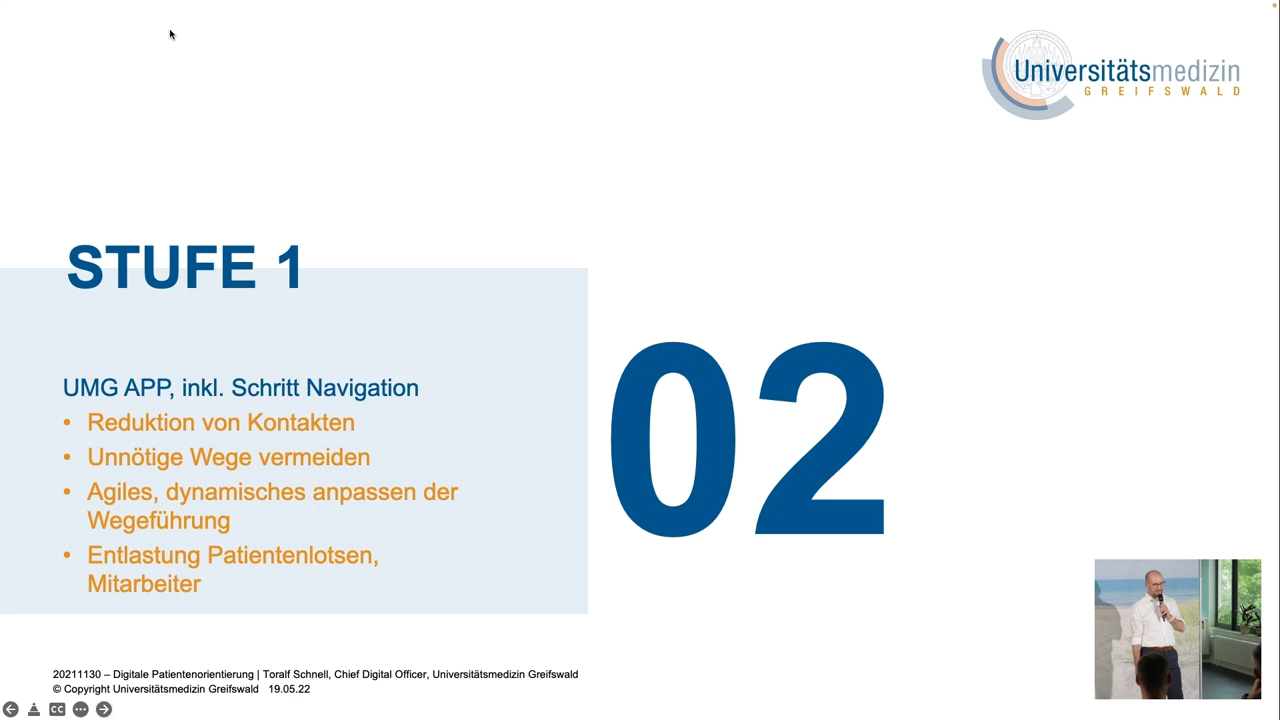 Universitätsmedizin
GREIFSWALD
STUFE 1
UMG APP, inkl. Schritt Navigation
• Reduktion von Kontakten
• Unnötige Wege vermeiden
• Agiles, dynamisches anpassen der
Wegeführung
• Entlastung Patientenlotsen,
Mitarbeiter
02
20211130 – Digitale Patientenorientierung | Toralf Schnell, Chief Digital Officer, Universitätsmedizin Greifswald
© Copyright Universitätsmedizin Greifswald 19.05.22
CC